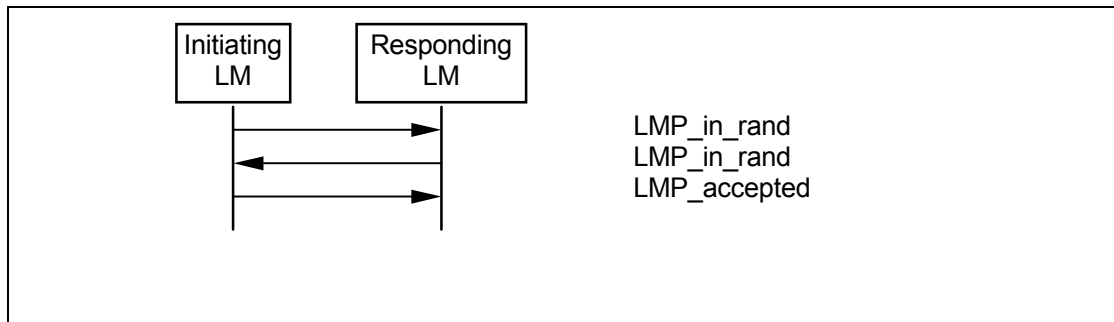 Initiating
LM
Responding
LM
LMP_in_rand
LMP_in_rand
LMP_accepted